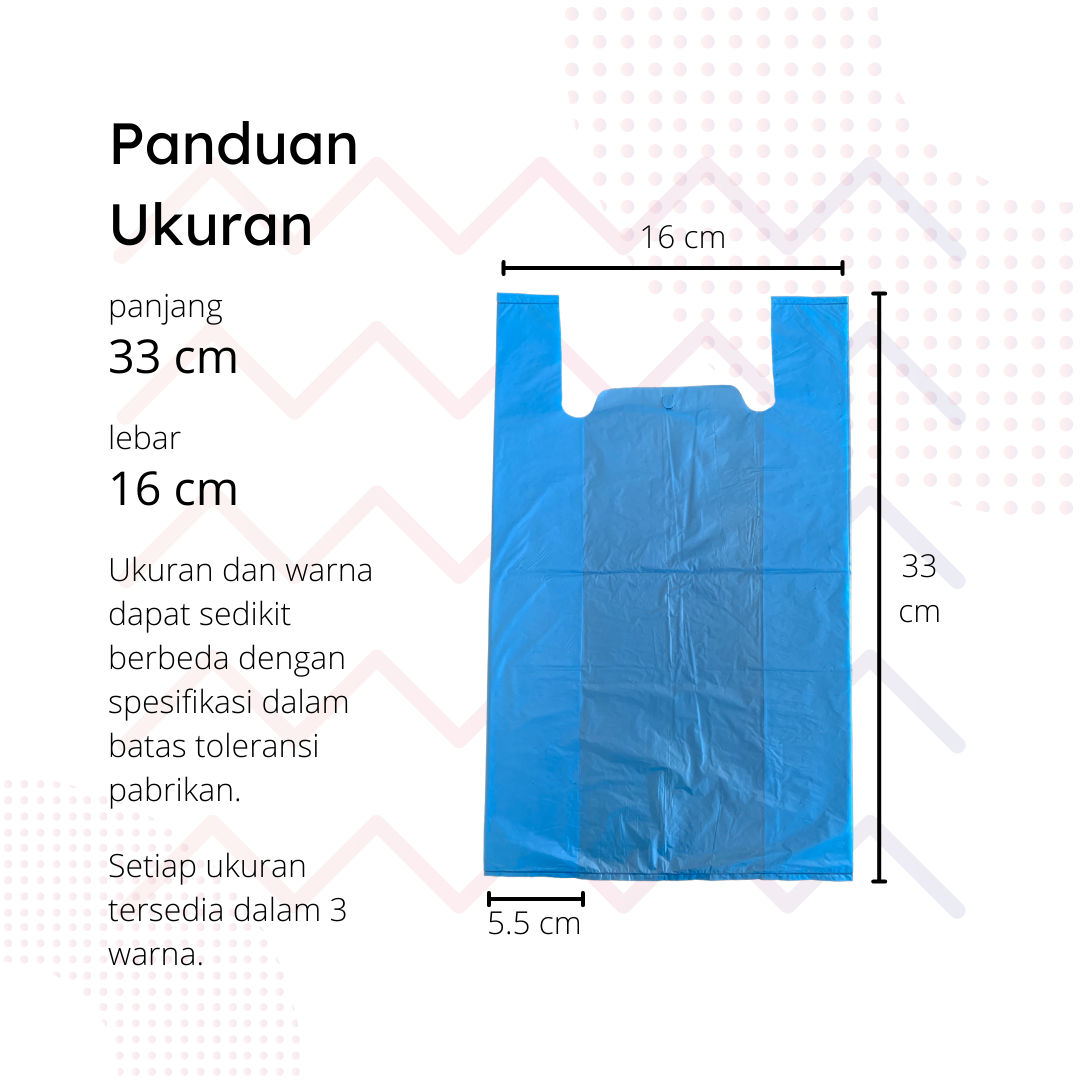 Panduan
Ukuran
panjang
33 cm
lebar
16 cm
Ukuran dan warna
dapat sedikit
berbeda dengan
spesifikasi dalam
batas toleransi
pabrikan.
Setiap ukuran
tersedia dalam 3
warna.
16 cm
33
cm
5.5 cm